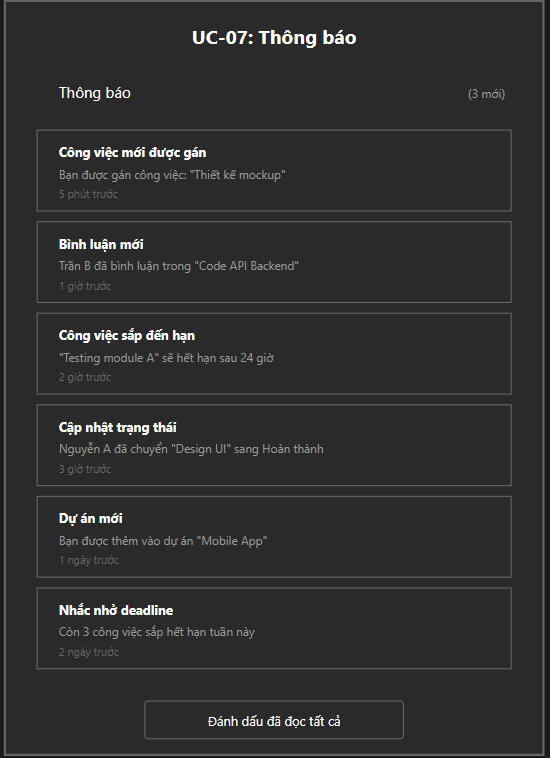 UC-07: Thông báo
Thông báo
(3 mới)
Công việc mới được gán
Bạn được gán công việc: "Thiết kế mockup"
5 phút trước
Bình luận mới
Trần B đã bình luận trong "Code API Backend"
1 giờ trước
Công việc sắp đến hạn
"Testing module A" sẽ hết hạn sau 24 giờ
2 giờ trước
Cập nhật trạng thái
Nguyễn A đã chuyển "Design UI" sang Hoàn thành
3 giờ trước
Dự án mới
Bạn được thêm vào dự án "Mobile App"
1 ngày trước
Nhắc nhở deadline
Còn 3 công việc sắp hết hạn tuần này
2 ngày trước
Đánh dấu đã đọc tất cả